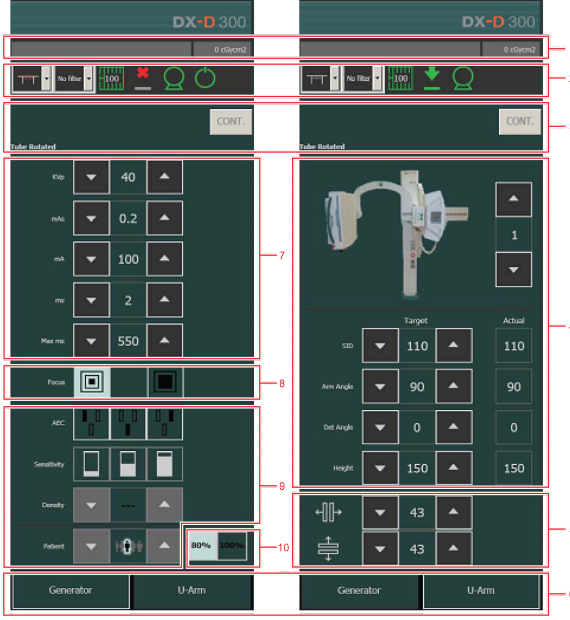 DX-D 300
0 cGycm2
No filter
100
CONT.
Tube Rotated
KVp 40
mAs 0.2
mA 100
ms 2
Max ms 550
7
Focus
8
AEC
Sensitivity
Density ---
9
Patient
80% 100%
10
Generator U-Arm
DX-D 300
0 cGycm2
No filter
100
CONT.
Tube Rotated
1
Target Actual
SID 110 110
Arm Angle 90 90
Det Angle 0 0
Height 150 150
43
43
Generator U-Arm